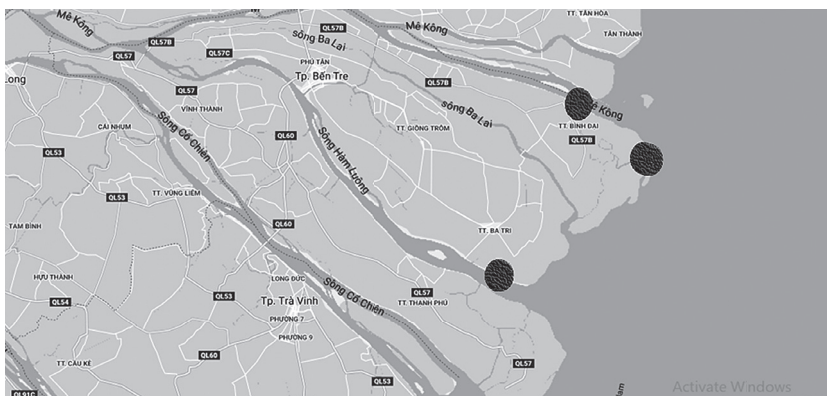 Mê Kông
TT. TÂN HÒA
TÂN THÀNH
Mê Kông
QL57B
QL57B
sông Ba Lai
QL57
QL57C
PHÚ TÂN
Tp. Bến Tre
Long
QL57
QL57B
VĨNH THÀNH
sông Ba Lai
Mê Kông
CÁI NHUM
Sông Cổ Chiên
QL60
Sông Hàm Luông
TT. GIỒNG TRÔM
TT. BÌNH ĐẠI
QL57B
QL53
TT. VŨNG LIÊM
QL53
QL60
TT. BA TRI
TAM BÌNH
HỰU THÀNH
LONG ĐỨC
Sông Cổ Chiên
QL54
QL53
Tp. Trà Vinh
QL57
TT. THẠNH PHÚ
PHƯỜNG 7
PHƯỜNG 9
QL60
TT. CẦU KÈ
QL57
QL53
QL91C
Activate Windows